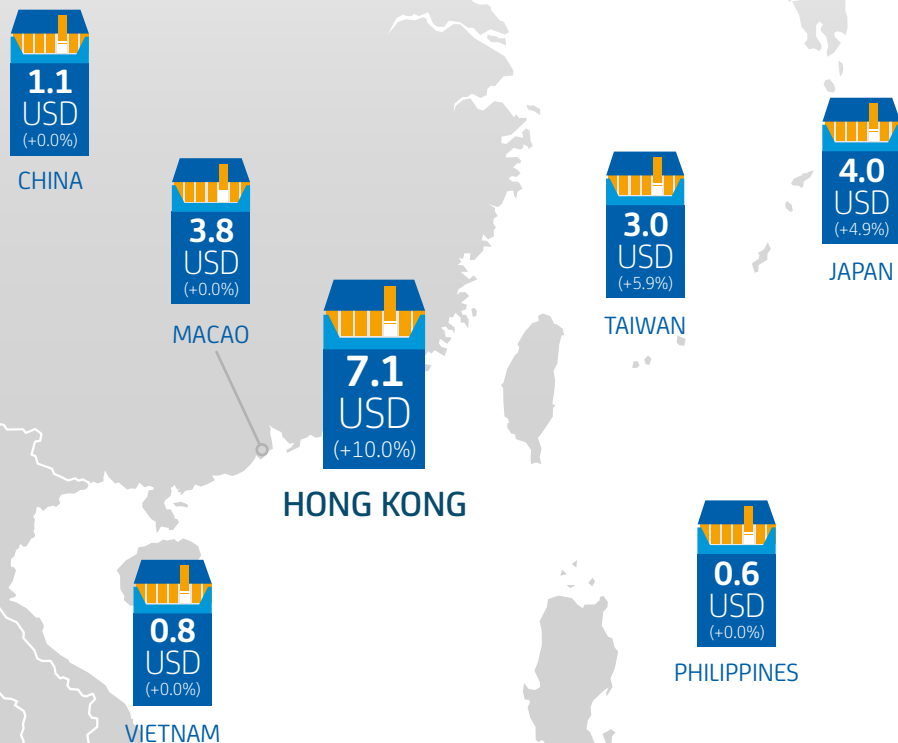 1.1
USD
(+0.0%)
CHINA
3.8
USD
(+0.0%)
MACAO
7.1
USD
(+10.0%)
HONG KONG
3.0
USD
(+5.9%)
TAIWAN
4.0
USD
(+4.9%)
JAPAN
0.8
USD
(+0.0%)
VIETNAM
0.6
USD
(+0.0%)
PHILIPPINES